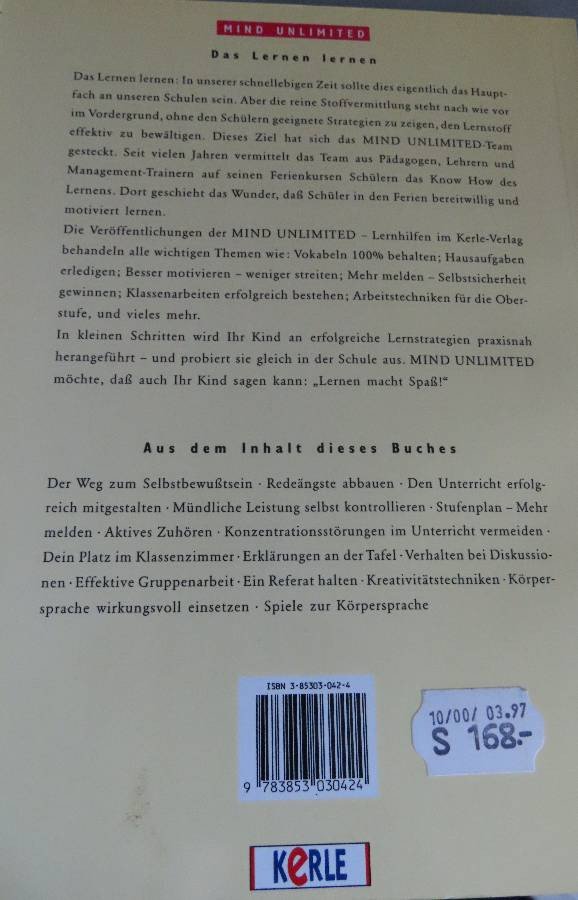 MIND UNLIMITED
Das Lernen lernen
Das Lernen lernen: In unserer schnellebigen Zeit sollte dies eigentlich das Haupt-
fach an unseren Schulen sein. Aber die reine Stoffvermittlung steht nach wie vor
im Vordergrund, ohne den Schülern geeignete Strategien zu zeigen, den Lernstoff
effektiv zu bewältigen. Dieses Ziel hat sich das MIND UNLIMITED-Team
gesteckt. Seit vielen Jahren vermittelt das Team aus Pädagogen, Lehrern und
Management-Trainern auf seinen Ferienkursen Schülern das Know How des
Lernens. Dort geschieht das Wunder, daß Schüler in den Ferien bereitwillig und
motiviert lernen.
Die Veröffentlichungen der MIND UNLIMITED – Lernhilfen im Kerle-Verlag
behandeln alle wichtigen Themen wie: Vokabeln 100% behalten; Hausaufgaben
erledigen; Besser motivieren – weniger streiten; Mehr melden – Selbstsicherheit
gewinnen; Klassenarbeiten erfolgreich bestehen; Arbeitstechniken für die Ober-
stufe, und vieles mehr.
In kleinen Schritten wird Ihr Kind an erfolgreiche Lernstrategien praxisnah
herangeführt – und probiert sie gleich in der Schule aus. MIND UNLIMITED
möchte, daß auch Ihr Kind sagen kann: „Lernen macht Spaß!“
Aus dem Inhalt dieses Buches
Der Weg zum Selbstbewußtsein · Redeängste abbauen · Den Unterricht erfolg-
reich mitgestalten · Mündliche Leistung selbst kontrollieren · Stufenplan – Mehr
melden · Aktives Zuhören · Konzentrationsstörungen im Unterricht vermeiden ·
Dein Platz im Klassenzimmer · Erklärungen an der Tafel · Verhalten bei Diskussio-
nen · Effektive Gruppenarbeit · Ein Referat halten · Kreativitätstechniken · Körper-
sprache wirkungsvoll einsetzen · Spiele zur Körpersprache
ISBN 3-85303-042-4
9 783853 030424
10/00/ 03.97
S 168.-
KeRLE